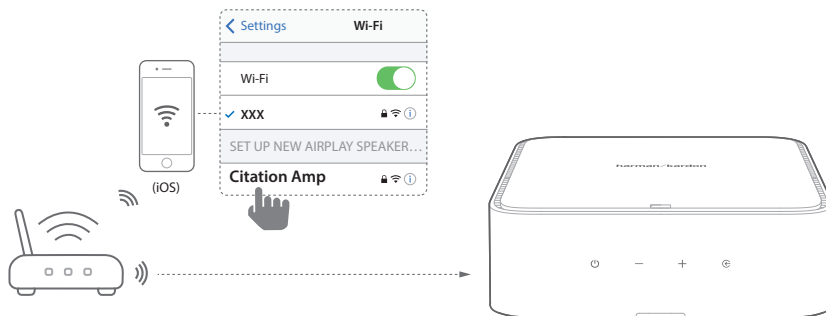 Settings Wi-Fi
Wi-Fi
XXX
SET UP NEW AIRPLAY SPEAKER…
Citation Amp
(iOS)
harman/kardon